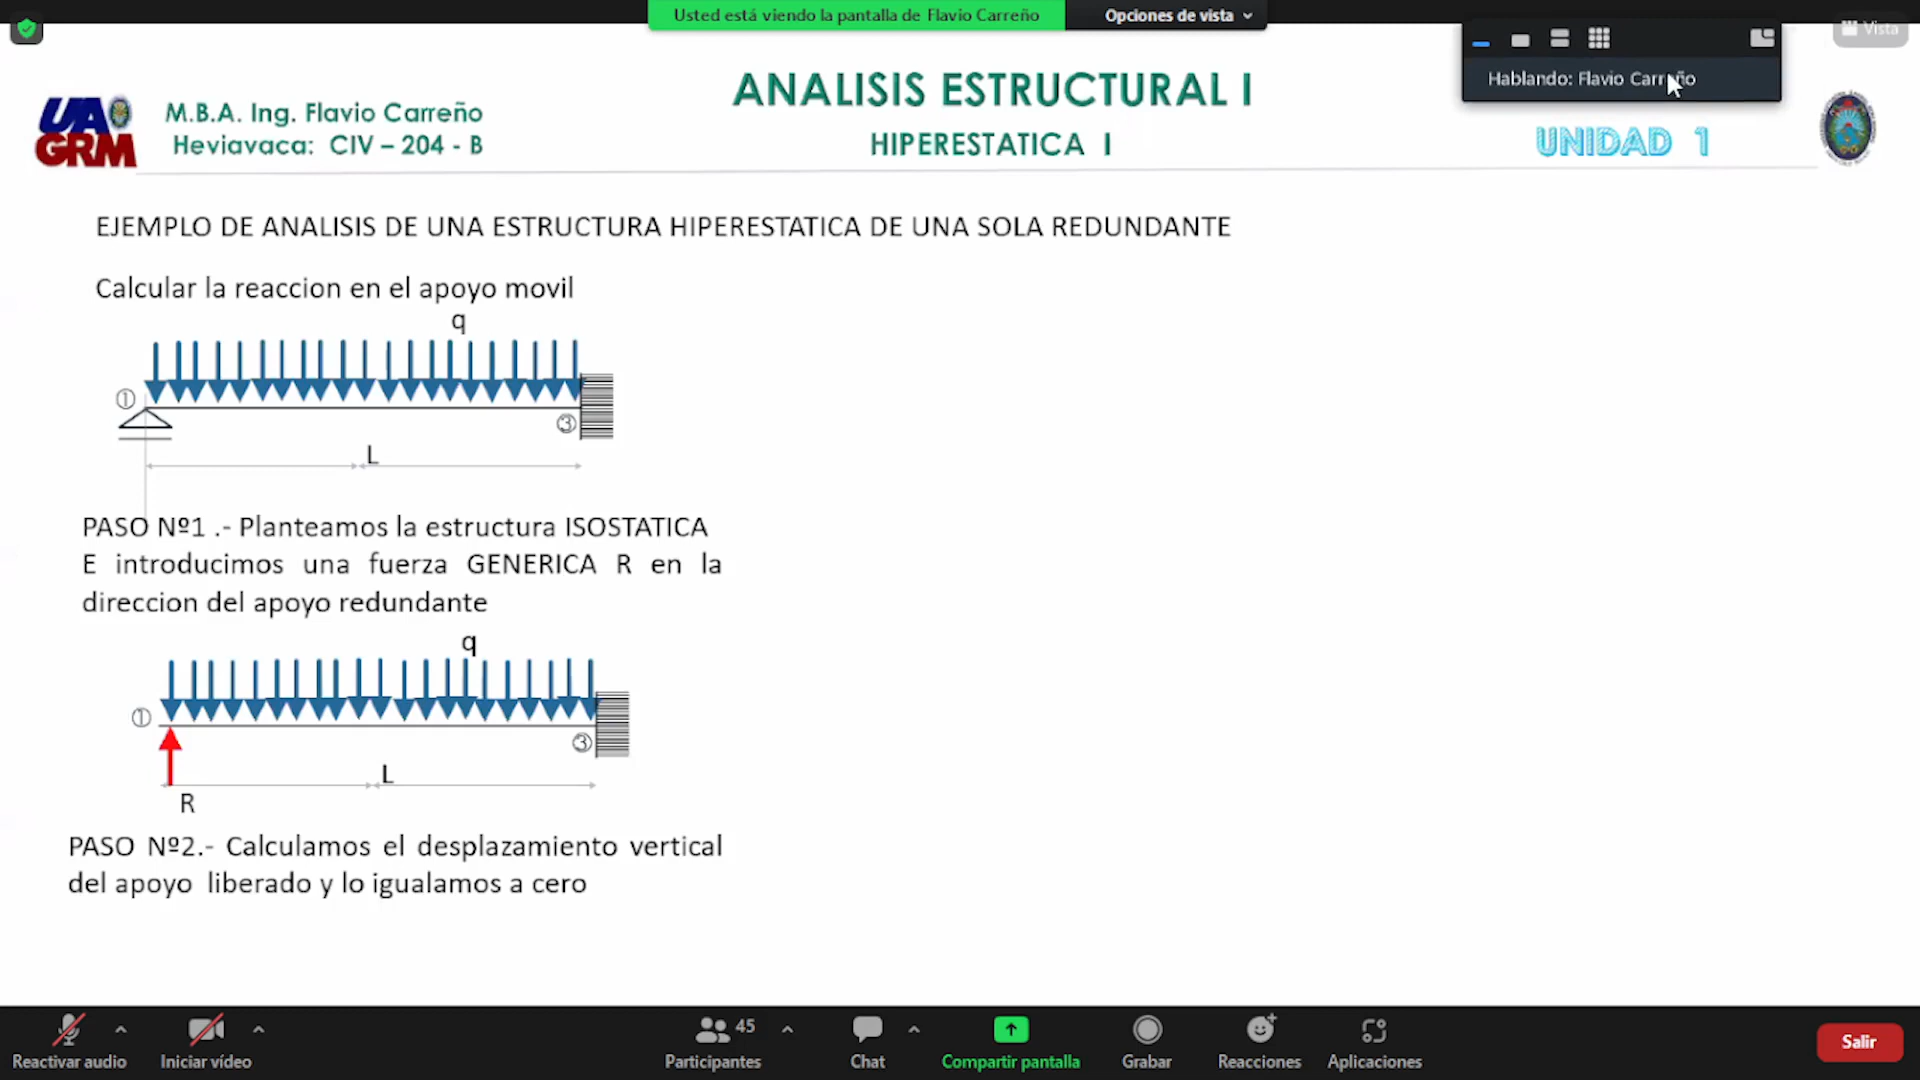 Usted está viendo la pantalla de Flavio Carreño
Opciones de vista
Vista
Hablando: Flavio Carreño
UAGRM
M.B.A. Ing. Flavio Carreño
Heviavaca: CIV – 204 - B
ANALISIS ESTRUCTURAL I
HIPERESTATICA I
UNIDAD 1
EJEMPLO DE ANALISIS DE UNA ESTRUCTURA HIPERESTATICA DE UNA SOLA REDUNDANTE
Calcular la reaccion en el apoyo movil
q
①
③
L
PASO Nº1 .- Planteamos la estructura ISOSTATICA
E introducimos una fuerza GENERICA R en la
direccion del apoyo redundante
q
①
③
L
R
PASO Nº2.- Calculamos el desplazamiento vertical
del apoyo liberado y lo igualamos a cero
Reactivar audio
Iniciar vídeo
45
Participantes
Chat
Compartir pantalla
Grabar
Reacciones
Aplicaciones
Salir